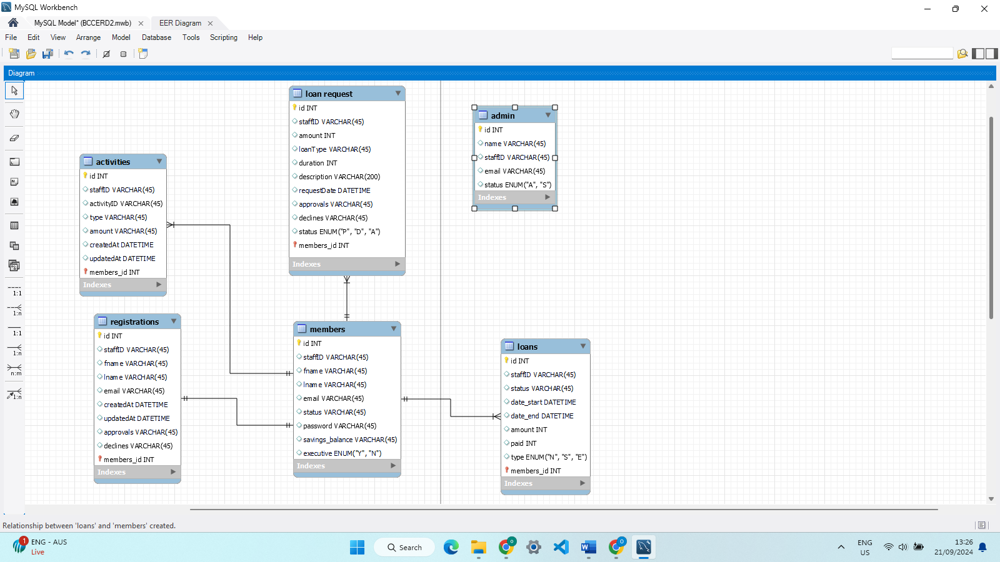 MySQL Workbench
MySQL Model* (BCCERD2.mwb)
EER Diagram
File Edit View Arrange Model Database Tools Scripting Help
Diagram
loan request
id INT
staffID VARCHAR(45)
amount INT
loanType VARCHAR(45)
duration INT
description VARCHAR(200)
requestDate DATETIME
approvals VARCHAR(45)
declines VARCHAR(45)
status ENUM("P", "D", "A")
members_id INT
Indexes
admin
id INT
name VARCHAR(45)
staffID VARCHAR(45)
email VARCHAR(45)
status ENUM("A", "S")
Indexes
activities
id INT
staffID VARCHAR(45)
activityID VARCHAR(45)
type VARCHAR(45)
amount VARCHAR(45)
createdAt DATETIME
updatedAt DATETIME
members_id INT
Indexes
registrations
id INT
staffID VARCHAR(45)
fname VARCHAR(45)
lname VARCHAR(45)
email VARCHAR(45)
createdAt DATETIME
updatedAt DATETIME
approvals VARCHAR(45)
declines VARCHAR(45)
members_id INT
Indexes
members
id INT
staffID VARCHAR(45)
fname VARCHAR(45)
lname VARCHAR(45)
email VARCHAR(45)
status VARCHAR(45)
password VARCHAR(45)
savings_balance VARCHAR(45)
executive ENUM("Y", "N")
Indexes
loans
id INT
staffID VARCHAR(45)
status VARCHAR(45)
date_start DATETIME
date_end DATETIME
amount INT
paid INT
type ENUM("N", "S", "E")
members_id INT
Indexes
1:1
1:n
1:1
1:n
n:m
1:n
Relationship between 'loans' and 'members' created.
1
ENG - AUS
Live
Search
ENG
US
13:26
21/09/2024